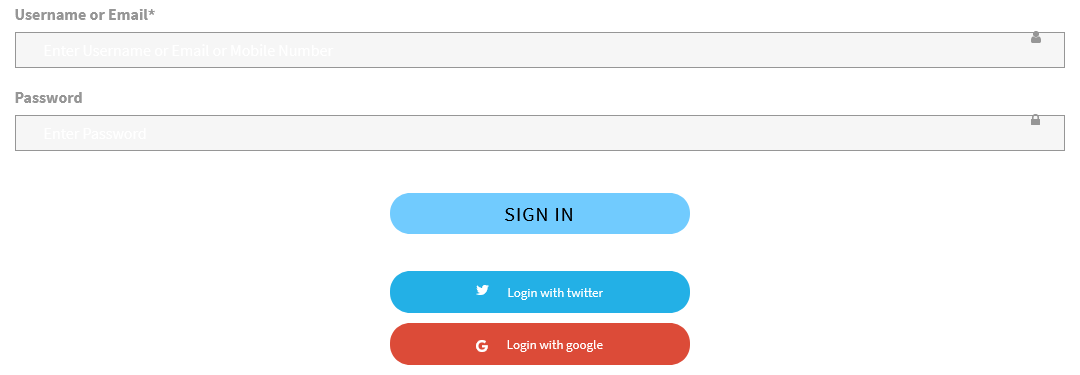 Username or Email*
Enter Username or Email or Mobile Number
Password
Enter Password
SIGN IN
Login with twitter
Login with google